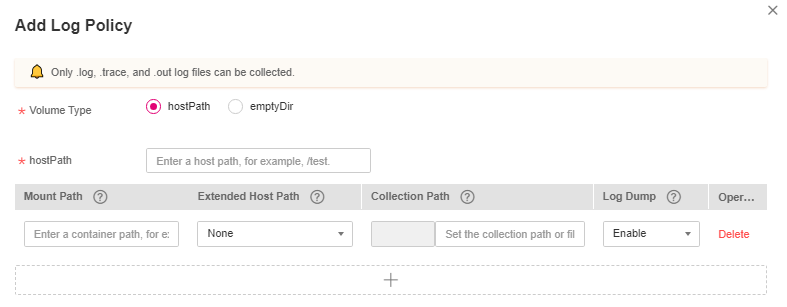 Add Log Policy
Only .log, .trace, and .out log files can be collected.
* Volume Type hostPath emptyDir
* hostPath Enter a host path, for example, /test.
Mount Path ? Extended Host Path ? Collection Path ? Log Dump ? Oper...
Enter a container path, for e: None Set the collection path or fil Enable Delete